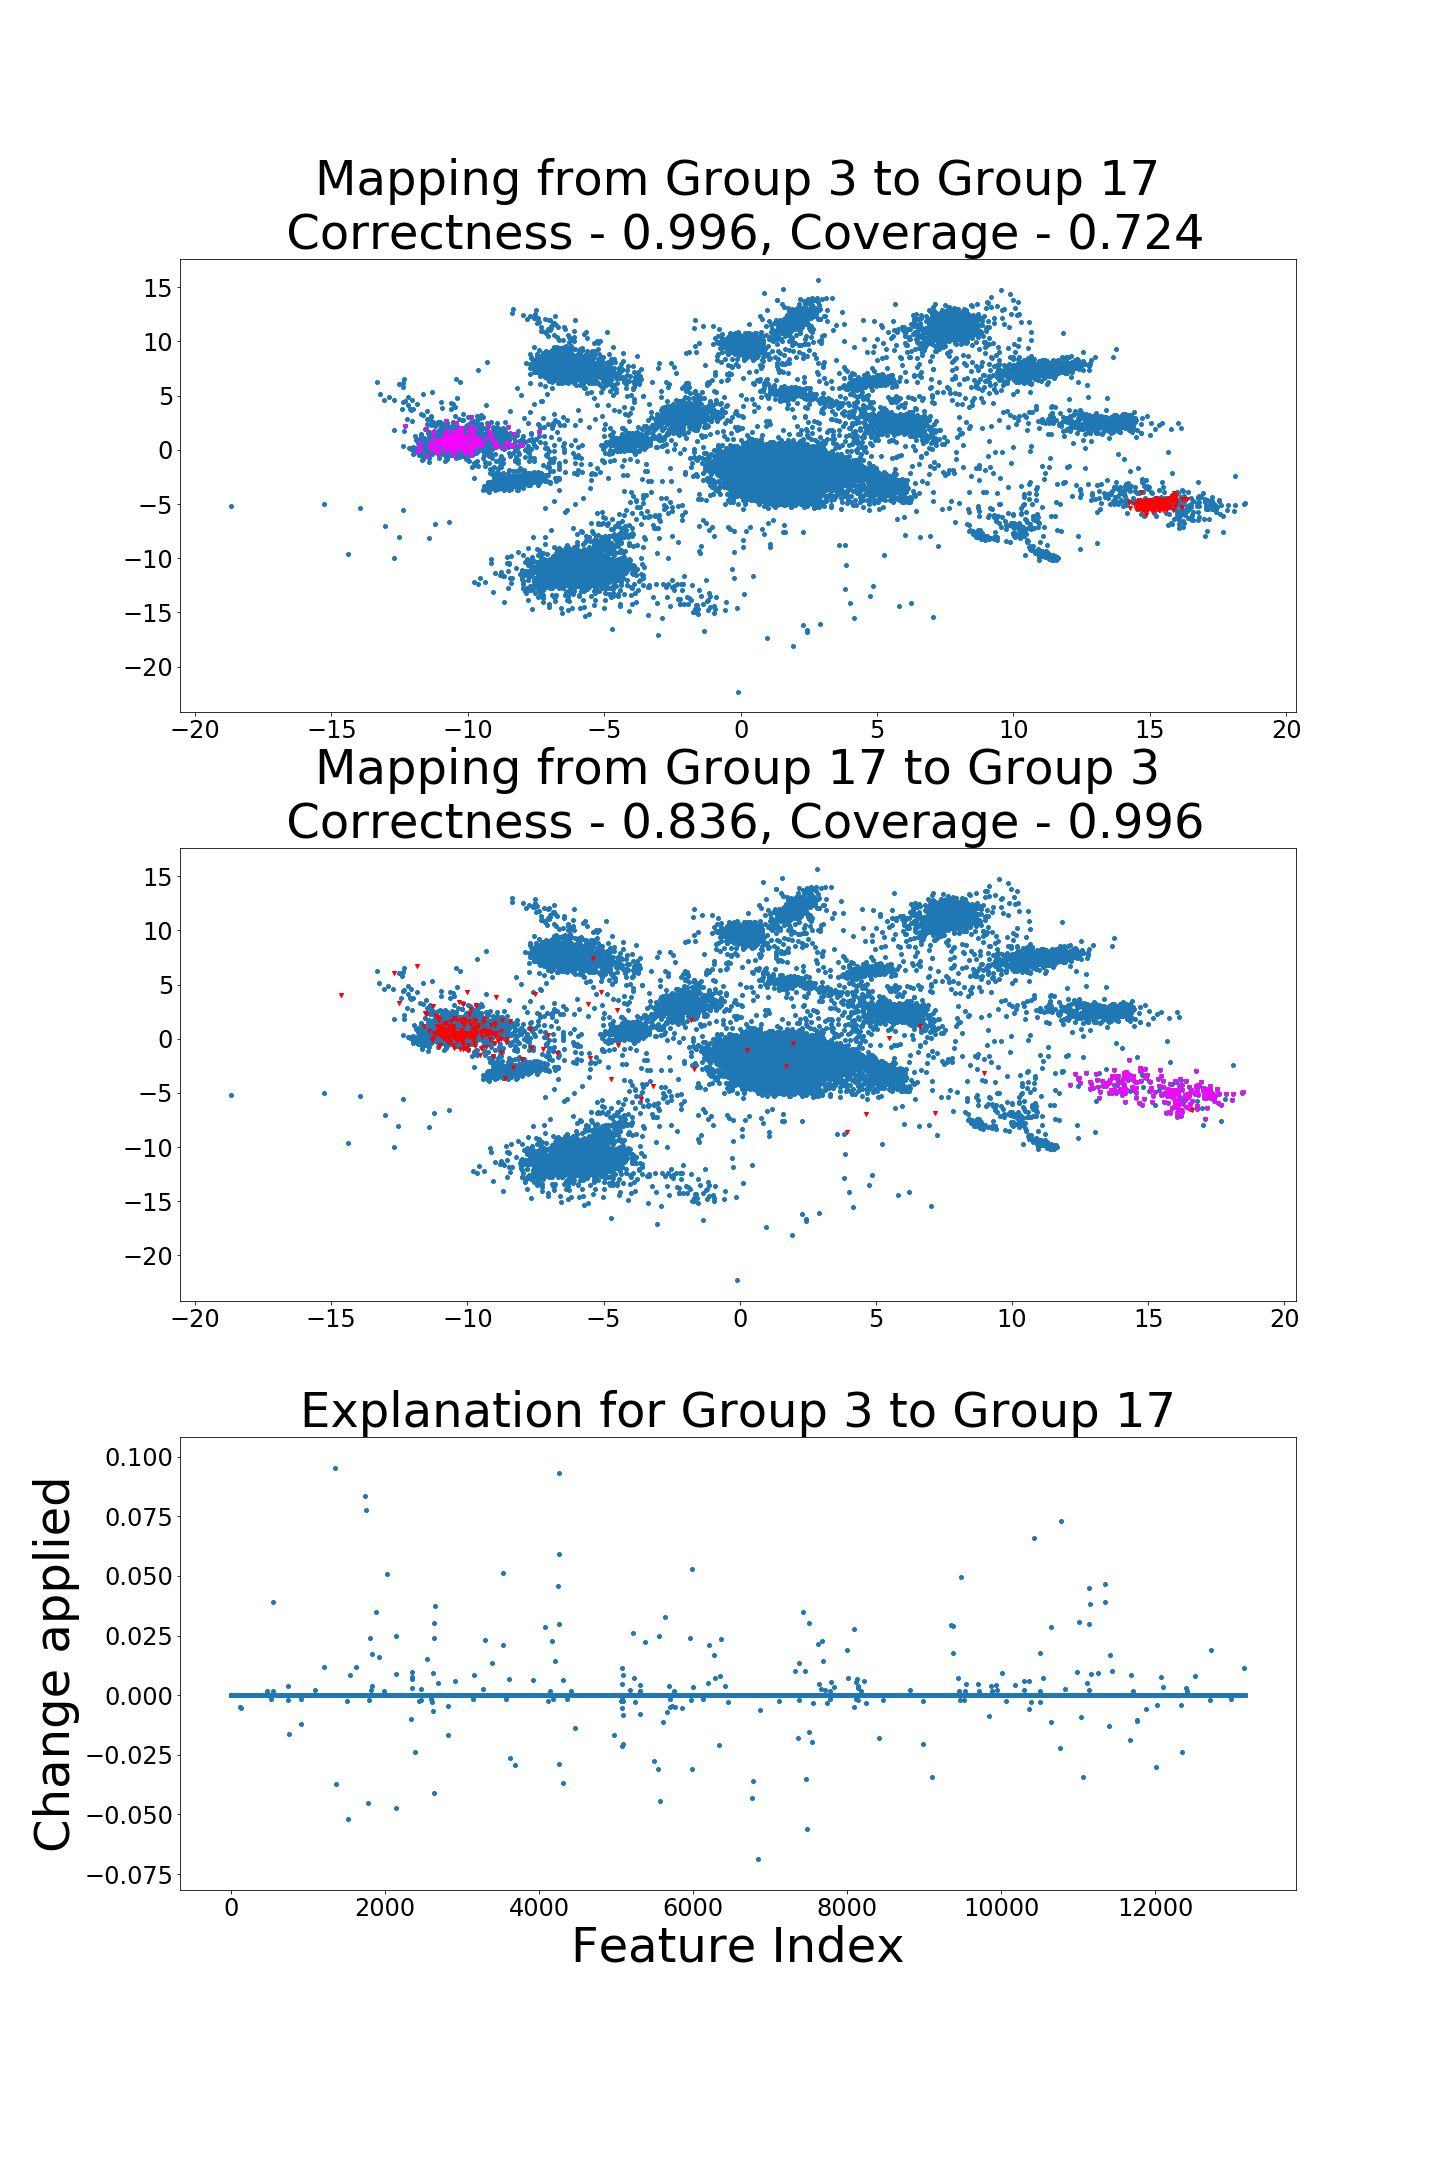 Mapping from Group 3 to Group 17
Correctness - 0.996, Coverage - 0.724
15
10
5
0
−5
−10
−15
−20
−20 −15 −10 −5 0 5 10 15 20
Mapping from Group 17 to Group 3
Correctness - 0.836, Coverage - 0.996
15
10
5
0
−5
−10
−15
−20
−20 −15 −10 −5 0 5 10 15 20
Explanation for Group 3 to Group 17
Change applied
0.100
0.075
0.050
0.025
0.000
−0.025
−0.050
−0.075
0 2000 4000 6000 8000 10000 12000
Feature Index